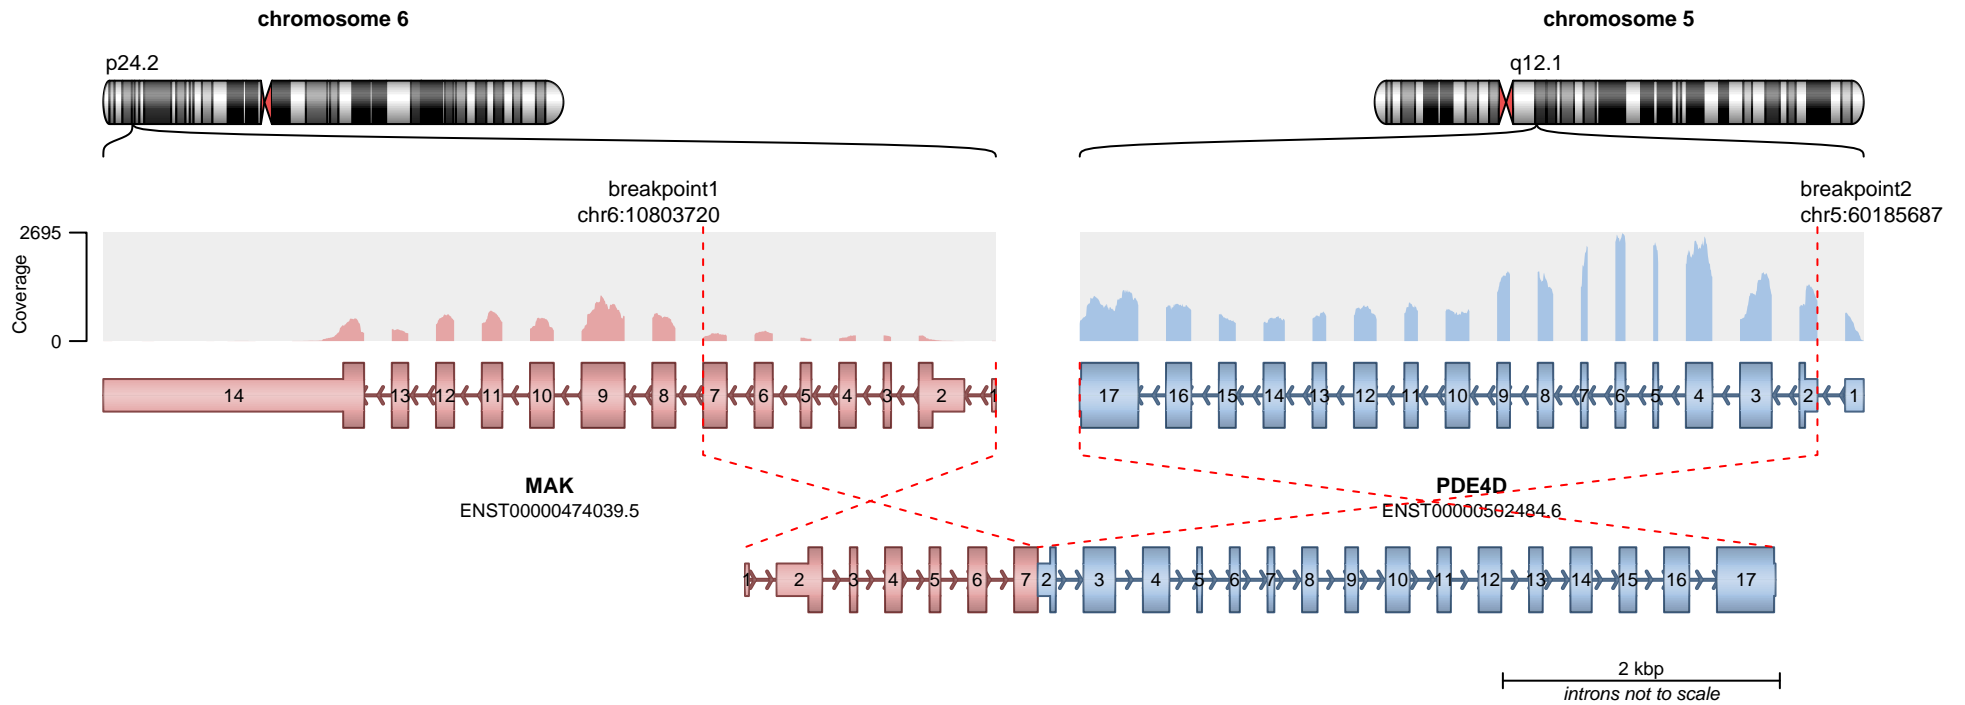 chromosome 6
chromosome 5
p24.2
q12.1
breakpoint1
chr6:10803720
breakpoint2
chr5:60185687
2695
Coverage
0
14 13 12 11 10 9 8 7 6 5 4 3 2 1
17 16 15 14 13 12 11 10 9 8 7 6 5 4 3 2 1
MAK
ENST00000474039.5
PDE4D
ENST00000502484.6
1 2 3 4 5 6 7 2 3 4 5 6 7 8 9 10 11 12 13 14 15 16 17
2 kbp
introns not to scale